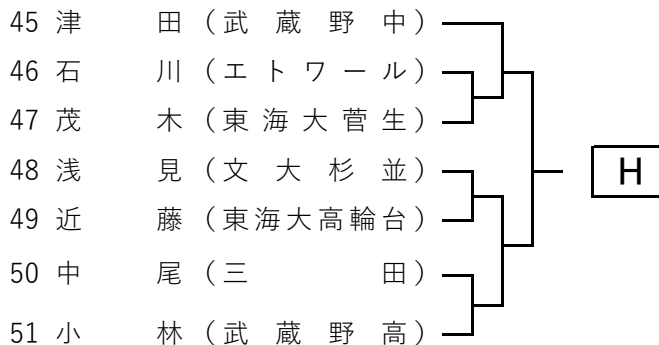 45 津田（武蔵野中）
46 石川（エトワール）
47 茂木（東海大菅生）
48 浅見（文大杉並）
H
49 近藤（東海大高輪台）
50 中尾（三田）
51 小林（武蔵野高）